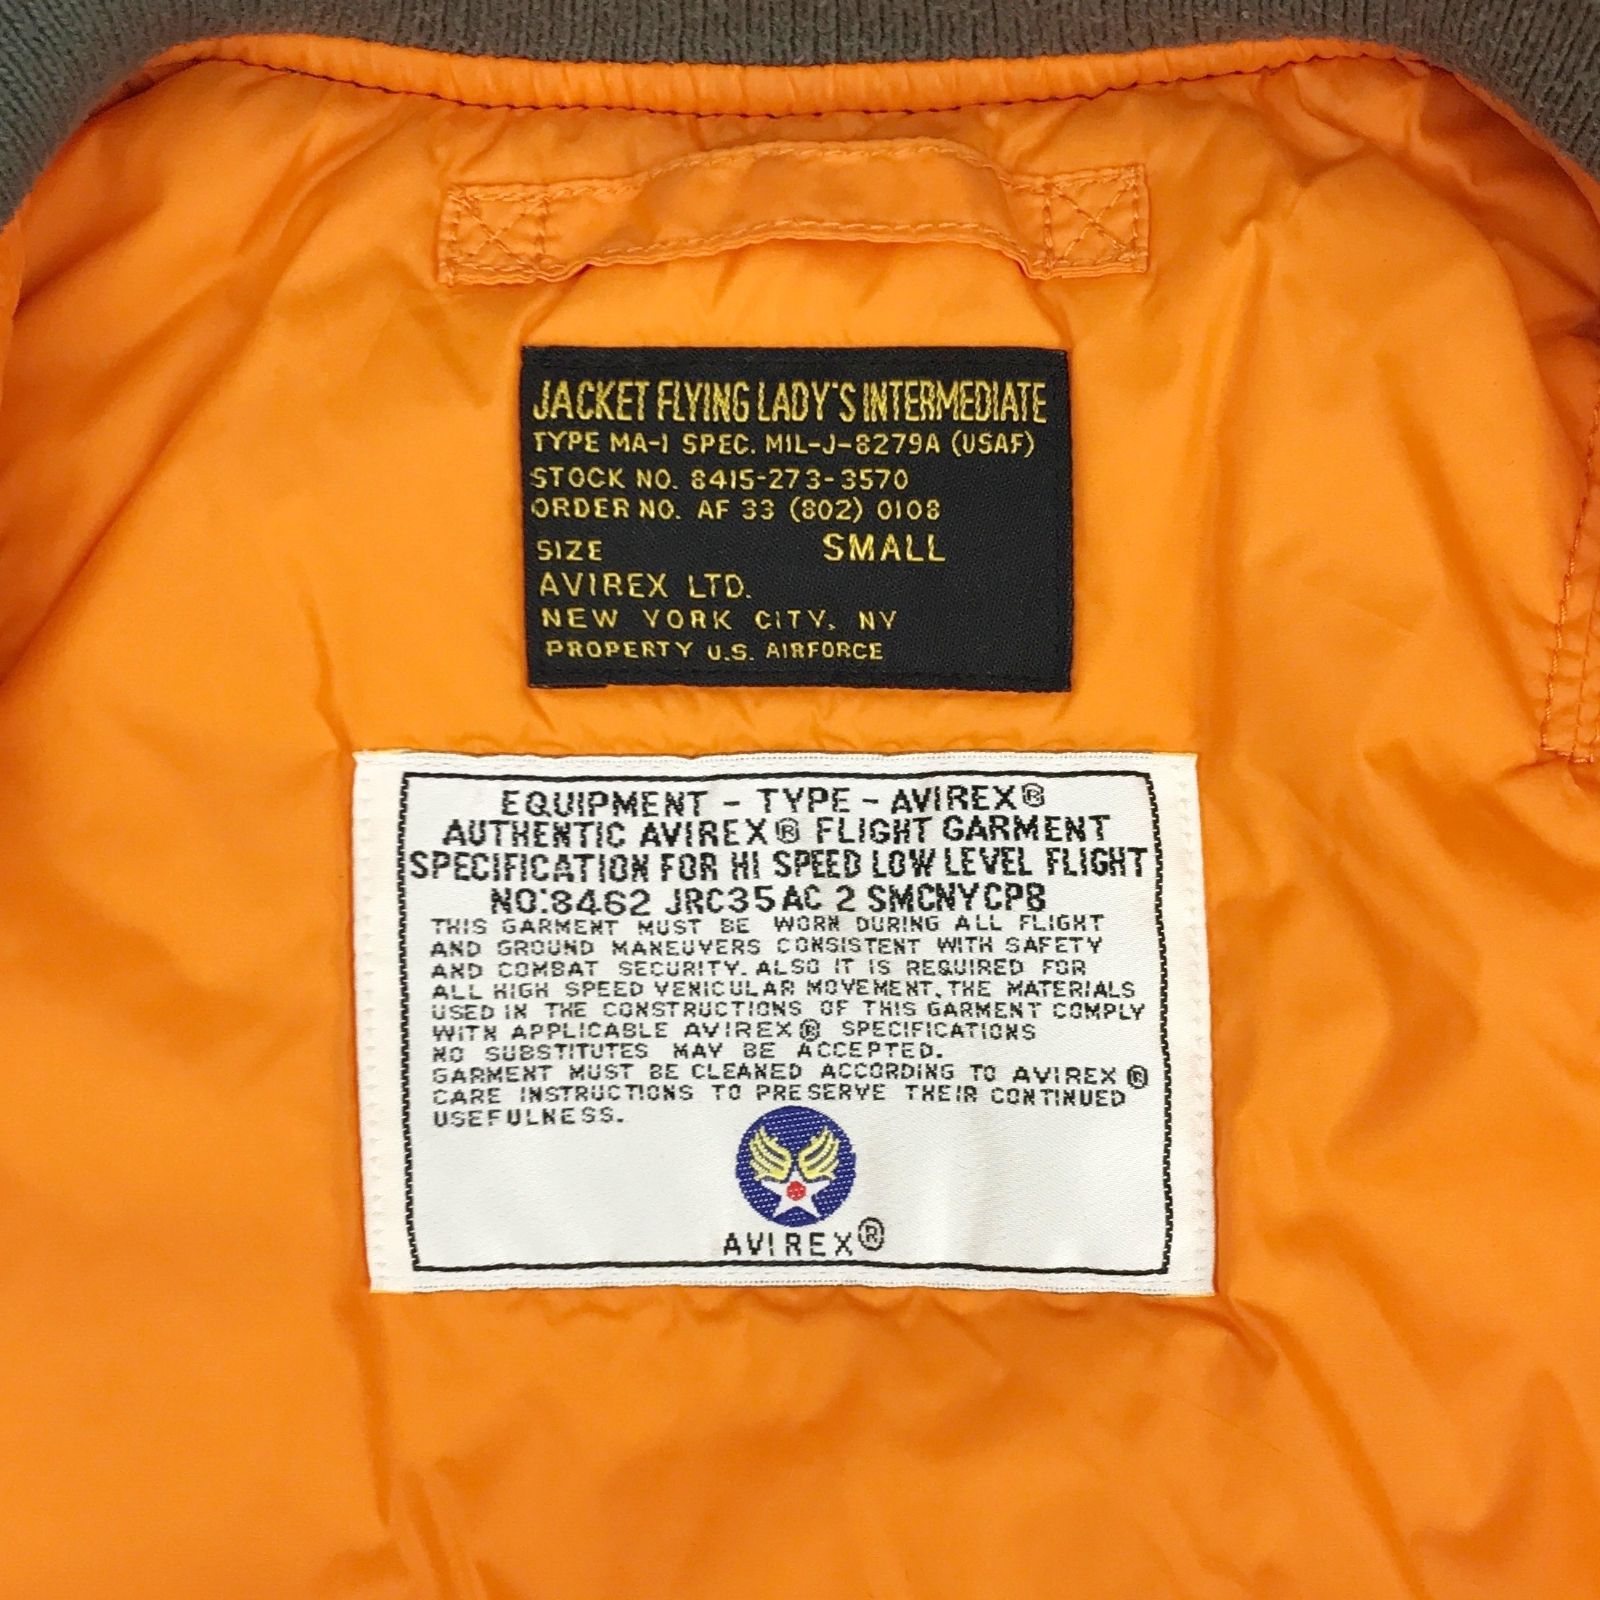 JACKET FLYING LADY'S INTERMEDIATE
TYPE MA-1 SPEC. MIL-J-8279A (USAF)
STOCK NO. 8415-273-3570
ORDER NO. AF 33 (802) 0108
SIZE SMALL
AVIREX LTD.
NEW YORK CITY, NY
PROPERTY U.S. AIRFORCE
EQUIPMENT - TYPE - AVIREX®
AUTHENTIC AVIREX® FLIGHT GARMENT
SPECIFICATION FOR HI SPEED LOW LEVEL FLIGHT
NO:8462 JRC35AC 2 SMCNYCPB
THIS GARMENT MUST BE WORN DURING ALL FLIGHT
AND GROUND MANEUVERS CONSISTENT WITH SAFETY
AND COMBAT SECURITY. ALSO IT IS REQUIRED FOR
ALL HIGH SPEED VEHICULAR MOVEMENT. THE MATERIALS
USED IN THE CONSTRUCTIONS OF THIS GARMENT COMPLY
WITH APPLICABLE AVIREX® SPECIFICATIONS
NO SUBSTITUTES MAY BE ACCEPTED.
GARMENT MUST BE CLEANED ACCORDING TO AVIREX®
CARE INSTRUCTIONS TO PRESERVE THEIR CONTINUED
USEFULNESS.
AVIREX®